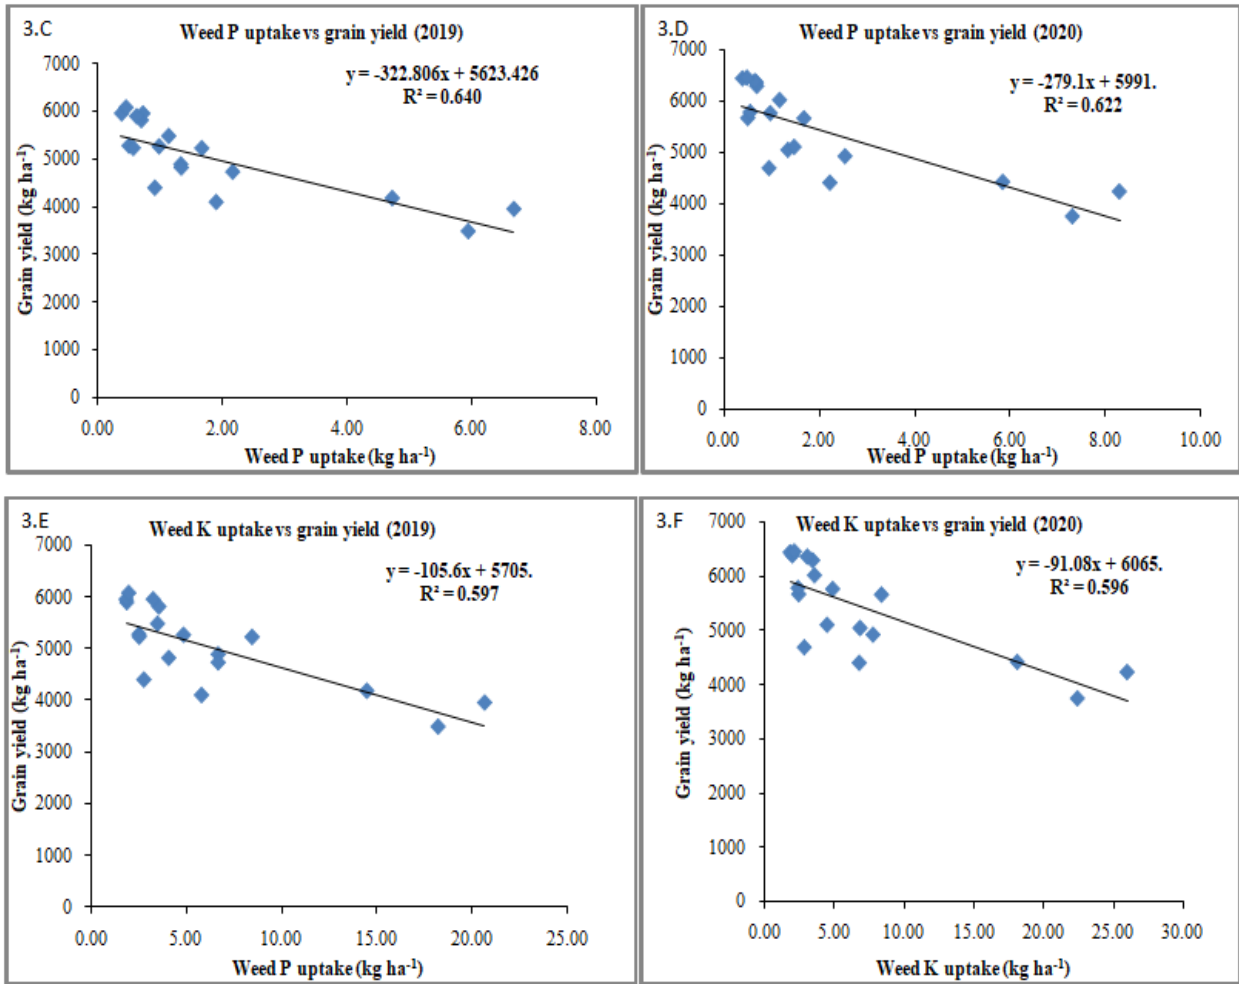 3.C
Weed P uptake vs grain yield (2019)
y = -322.806x + 5623.426
R² = 0.640
Grain yield (kg ha⁻¹)
7000
6000
5000
4000
3000
2000
1000
0
0.00 2.00 4.00 6.00 8.00
Weed P uptake (kg ha⁻¹)
3.D
Weed P uptake vs grain yield (2020)
y = -279.1x + 5991.
R² = 0.622
Grain yield (kg ha⁻¹)
7000
6000
5000
4000
3000
2000
1000
0
0.00 2.00 4.00 6.00 8.00 10.00
Weed P uptake (kg ha⁻¹)
3.E
Weed K uptake vs grain yield (2019)
y = -105.6x + 5705.
R² = 0.597
Grain yield (kg ha⁻¹)
7000
6000
5000
4000
3000
2000
1000
0
0.00 5.00 10.00 15.00 20.00 25.00
Weed P uptake (kg ha⁻¹)
3.F
Weed K uptake vs grain yield (2020)
y = -91.08x + 6065.
R² = 0.596
Grain yield (kg ha⁻¹)
7000
6000
5000
4000
3000
2000
1000
0
0.00 5.00 10.00 15.00 20.00 25.00 30.00
Weed K uptake (kg ha⁻¹)